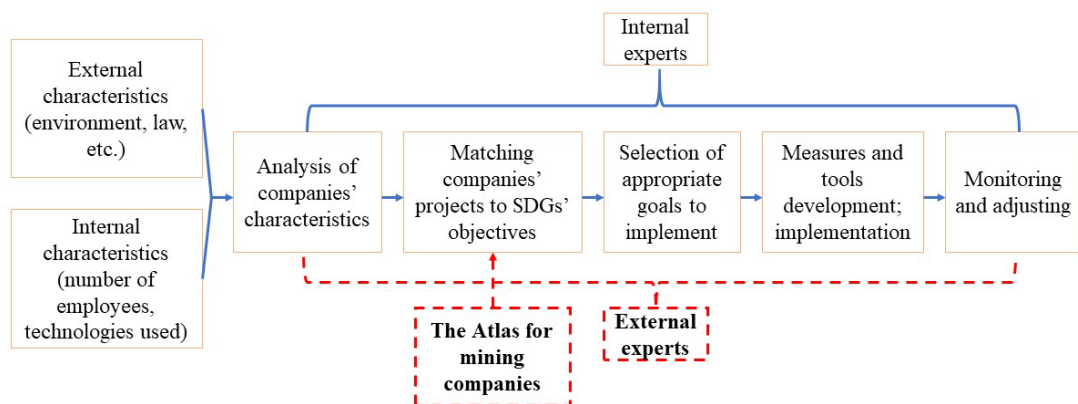 Internal
experts
External
characteristics
(environment, law,
etc.)
Internal
characteristics
(number of
employees,
technologies used)
Analysis of
companies’
characteristics
Matching
companies’
projects to SDGs’
objectives
Selection of
appropriate
goals to
implement
Measures and
tools
development;
implementation
Monitoring
and adjusting
The Atlas for
mining
companies
External
experts